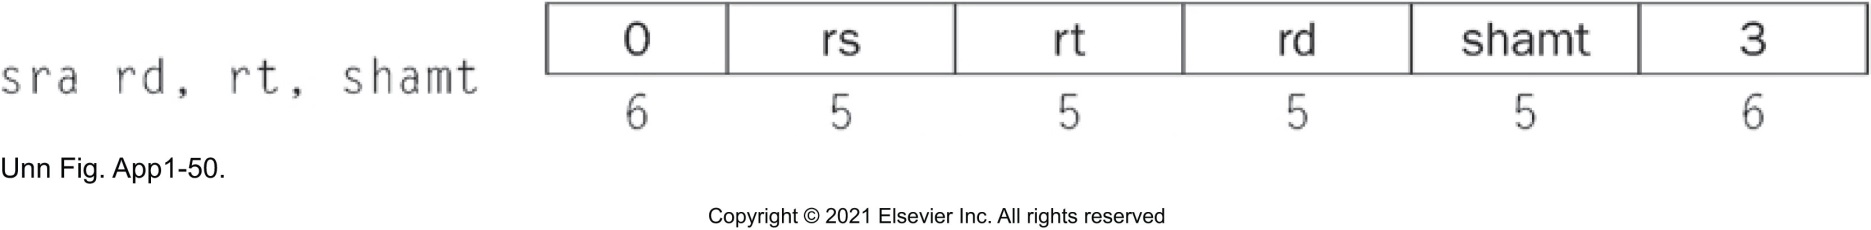 0 rs rt rd shamt 3
sra rd, rt, shamt
6 5 5 5 5 6
Unn Fig. App1-50.
Copyright © 2021 Elsevier Inc. All rights reserved